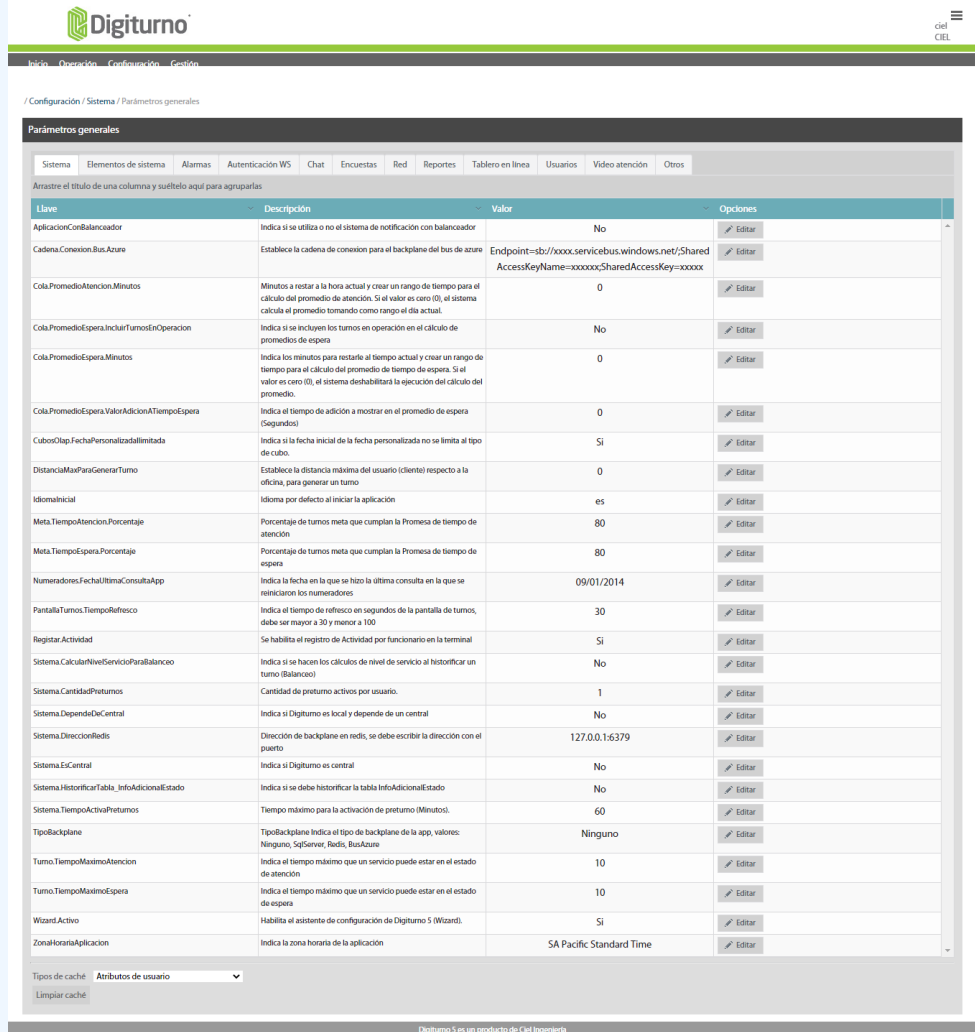 Digiturno
ciel
CIEL
Inicio Operación Configuración Gestión
/ Configuración / Sistema / Parámetros generales
Parámetros generales
Sistema Elementos de sistema Alarmas Autenticación WS Chat Encuestas Red Reportes Tablero en línea Usuarios Video atención Otros
Arrastre el título de una columna y suéltelo aquí para agruparlas
Llave Descripción Valor Opciones
AplicacionConBalanceador Indica si se utiliza o no el sistema de notificación con balanceador No Editar
Cadena.Conexion.Bus.Azure Establece la cadena de conexion para el backplane del bus de azure Endpoint=sb://xxxx.servicebus.windows.net/;Shared Editar
AccessKeyName=xxxxxx;SharedAccessKey=xxxxx
Cola.PromedioAtencion.Minutos Minutos a restar a la hora actual y crear un rango de tiempo para el 0 Editar
cálculo del promedio de atención. Si el valor es cero (0), el sistema
calcula el promedio tomando como rango el día actual.
Cola.PromedioEspera.IncluirTurnosEnOperacion Indica si se incluyen los turnos en operación en el cálculo de No Editar
promedios de espera
Cola.PromedioEspera.Minutos Indica los minutos para restarle al tiempo actual y crear un rango de 0 Editar
tiempo para el cálculo del promedio de tiempo de espera. Si el
valor es cero (0), el sistema deshabilitará la ejecución del cálculo del
promedio.
Cola.PromedioEspera.ValorAdicionATiempoEspera Indica el tiempo de adición a mostrar en el promedio de espera 0 Editar
(Segundos)
CubosOlap.FechaPersonalizadaIlimitada Indica si la fecha inicial de la fecha personalizada no se limita al tipo Si Editar
de cubo.
DistanciaMaxParaGenerarTurno Establece la distancia máxima del usuario (cliente) respecto a la 0 Editar
oficina, para generar un turno
IdiomaInicial Idioma por defecto al iniciar la aplicación es Editar
Meta.TiempoAtencion.Porcentaje Porcentaje de turnos meta que cumplan la Promesa de tiempo de 80 Editar
atención
Meta.TiempoEspera.Porcentaje Porcentaje de turnos meta que cumplan la Promesa de tiempo de 80 Editar
espera
Numeradores.FechaUltimaConsultaApp Indica la fecha en la que se hizo la última consulta en la que se 09/01/2014 Editar
reiniciaron los numeradores
PantallaTurnos.TiempoRefresco Indica el tiempo de refresco en segundos de la pantalla de turnos, 30 Editar
debe ser mayor a 30 y menor a 100
Registar.Actividad Se habilita el registro de Actividad por funcionario en la terminal Si Editar
Sistema.CalcularNivelServicioParaBalanceo Indica si se hacen los cálculos de nivel de servicio al historificar un No Editar
turno (Balanceo)
Sistema.CantidadPreturnos Cantidad de preturno activos por usuario. 1 Editar
Sistema.DependeDeCentral Indica si Digiturno es local y depende de un central No Editar
Sistema.DireccionRedis Dirección de backplane en redis, se debe escribir la dirección con el 127.0.0.1:6379 Editar
puerto
Sistema.EsCentral Indica si Digiturno es central No Editar
Sistema.HistorificarTabla_InfoAdicionalEstado Indica si se debe historificar la tabla InfoAdicionalEstado No Editar
Sistema.TiempoActivaPreturnos Tiempo máximo para la activación de preturno (Minutos). 60 Editar
TipoBackplane TipoBackplane Indica el tipo de backplane de la app, valores: Ninguno Editar
Ninguno, SqlServer, Redis, BusAzure
Turno.TiempoMaximoAtencion Indica el tiempo máximo que un servicio puede estar en el estado 10 Editar
de atención
Turno.TiempoMaximoEspera Indica el tiempo máximo que un servicio puede estar en el estado 10 Editar
de espera
Wizard.Activo Habilita el asistente de configuración de Digiturno 5 (Wizard). Si Editar
ZonaHorariaAplicacion Indica la zona horaria de la aplicación SA Pacific Standard Time Editar
Tipos de caché Atributos de usuario
Limpiar caché
Digiturno 5 es un producto de Ciel Ingeniería